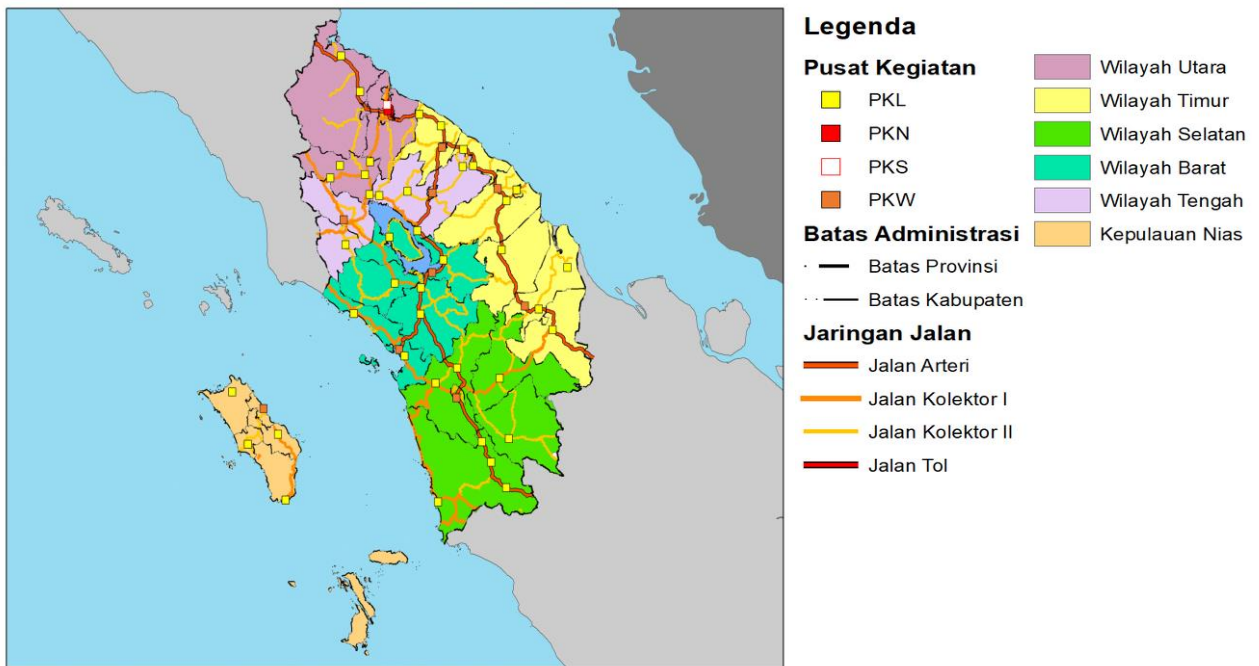 Legenda
Pusat Kegiatan
PKL
PKN
PKS
PKW
Batas Administrasi
Batas Provinsi
Batas Kabupaten
Jaringan Jalan
Jalan Arteri
Jalan Kolektor I
Jalan Kolektor II
Jalan Tol
Wilayah Utara
Wilayah Timur
Wilayah Selatan
Wilayah Barat
Wilayah Tengah
Kepulauan Nias